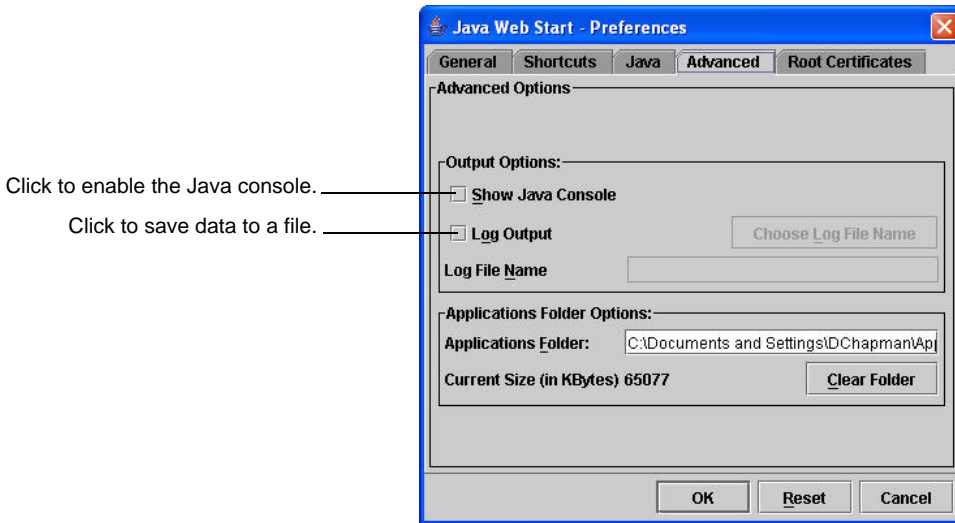 Java Web Start - Preferences
General Shortcuts Java Advanced Root Certificates
Advanced Options
Output Options:
Click to enable the Java console.
Show Java Console
Click to save data to a file.
Log Output Choose Log File Name
Log File Name
Applications Folder Options:
Applications Folder: C:\Documents and Settings\DChapman\App
Current Size (in KBytes) 65077 Clear Folder
OK Reset Cancel